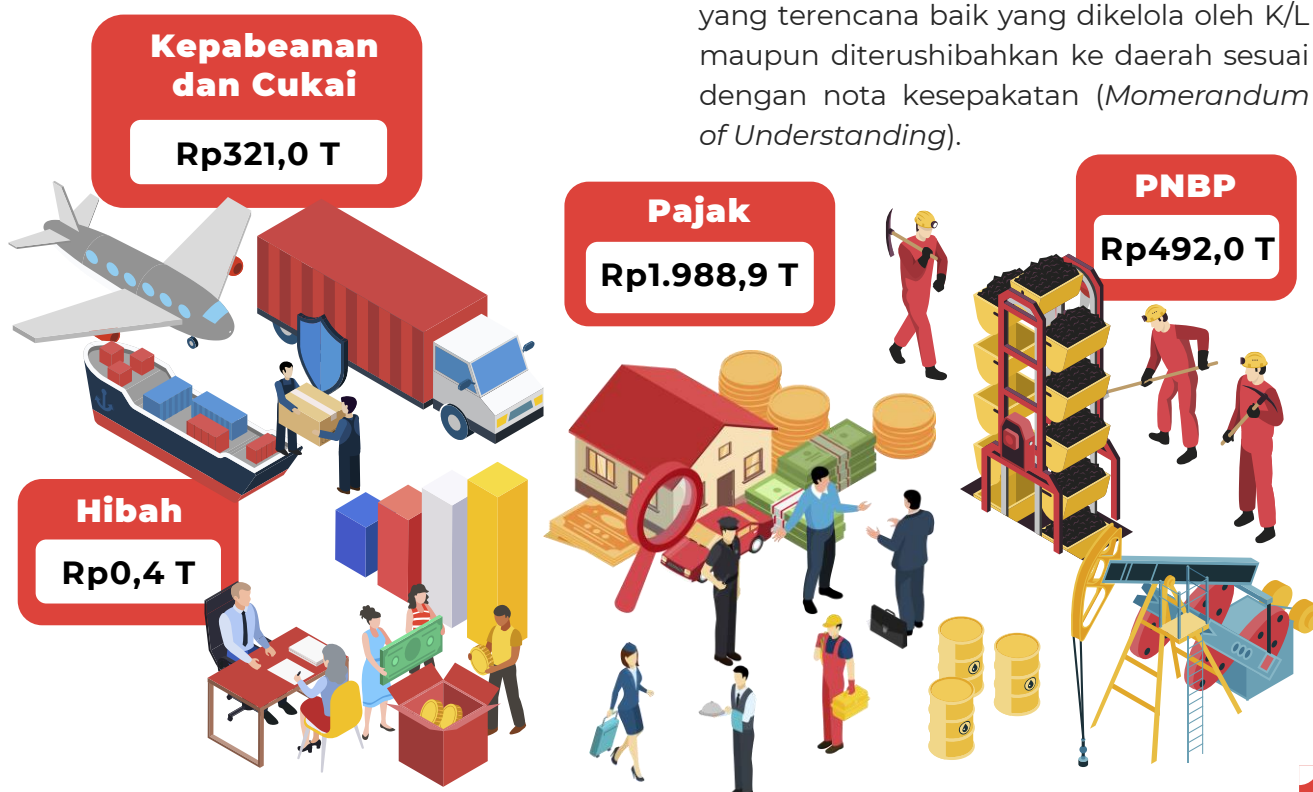 yang terencana baik yang dikelola oleh K/L
maupun diterushibahkan ke daerah sesuai
dengan nota kesepakatan (Momerandum
of Understanding).
Kepabeanan
dan Cukai
Rp321,0 T
Pajak
Rp1.988,9 T
PNBP
Rp492,0 T
Hibah
Rp0,4 T